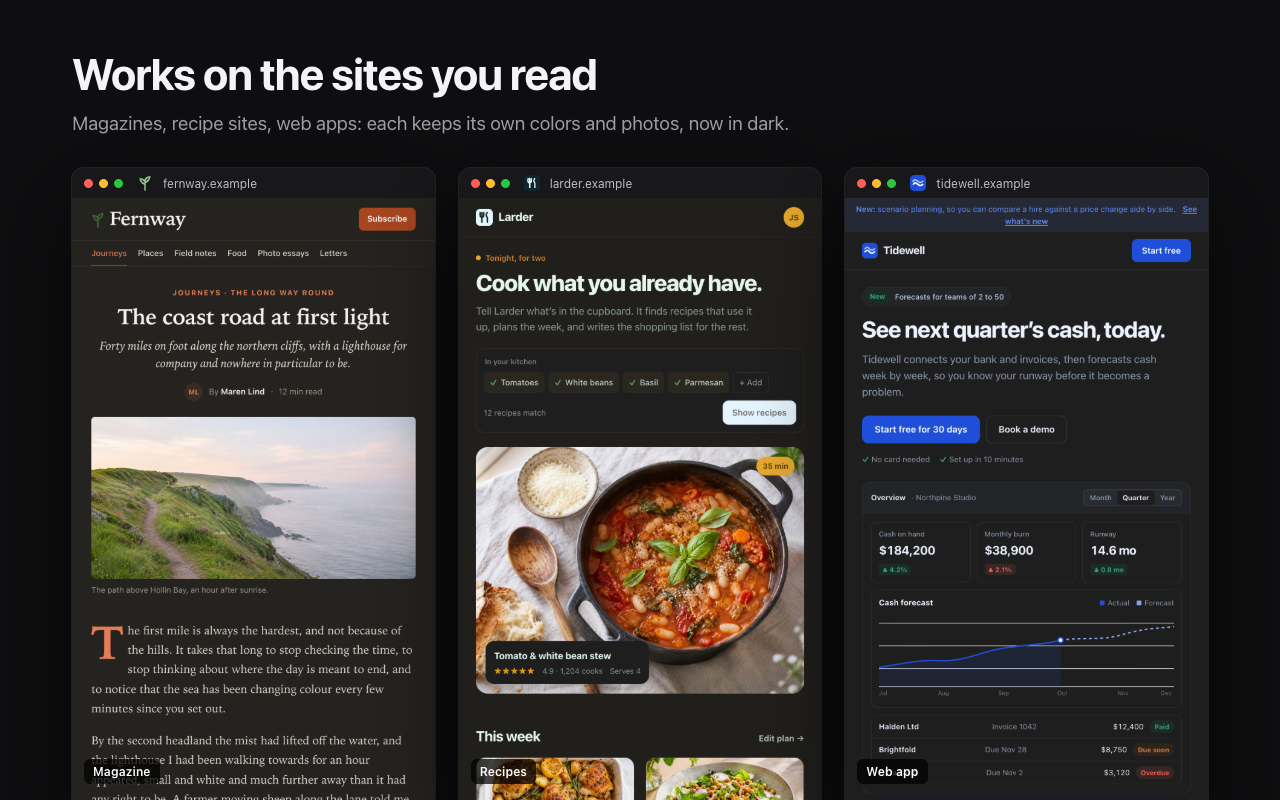 Works on the sites you read
Magazines, recipe sites, web apps: each keeps its own colors and photos, now in dark.
fernway.example
Fernway
Subscribe
Journeys Places Field notes Food Photo essays Letters
JOURNEYS · THE LONG WAY ROUND
The coast road at first light
Forty miles on foot along the northern cliffs, with a lighthouse for
company and nowhere in particular to be.
ML By Maren Lind · 12 min read
The path above Hollin Bay, an hour after sunrise.
The first mile is always the hardest, and not because of
the hills. It takes that long to stop checking the time, to
stop thinking about where the day is meant to end, and
to notice that the sea has been changing colour every few
minutes since you set out.
By the second headland the mist had lifted off the water, and
the lighthouse I had been walking towards for an hour
appeared, small and white and much further away than it had
any right to be. A farmer moving sheep along the lane told me
Magazine
larder.example
Larder
JS
Tonight, for two
Cook what you already have.
Tell Larder what's in the cupboard. It finds recipes that use it
up, plans the week, and writes the shopping list for the rest.
In your kitchen
✓ Tomatoes ✓ White beans ✓ Basil ✓ Parmesan + Add
12 recipes match
Show recipes
35 min
Tomato & white bean stew
★★★★★ 4.9 · 1,204 cooks Serves 4
This week
Edit plan →
Recipes
tidewell.example
New: scenario planning, so you can compare a hire against a price change side by side. See
what's new
Tidewell
Start free
New Forecasts for teams of 2 to 50
See next quarter's cash, today.
Tidewell connects your bank and invoices, then forecasts cash
week by week, so you know your runway before it becomes a
problem.
Start free for 30 days
Book a demo
✓ No card needed ✓ Set up in 10 minutes
Overview · Northpine Studio
Month Quarter Year
Cash on hand
$184,200
▲ 4.2%
Monthly burn
$38,900
▲ 2.1%
Runway
14.6 mo
▲ 0.8 mo
Cash forecast
Actual Forecast
Jul Aug Sep Oct Nov Dec
Halden Ltd Invoice 1042 $12,400 Paid
Brightfold Due Nov 28 $8,750 Due soon
Due Nov 2 $3,120 Overdue
Web app